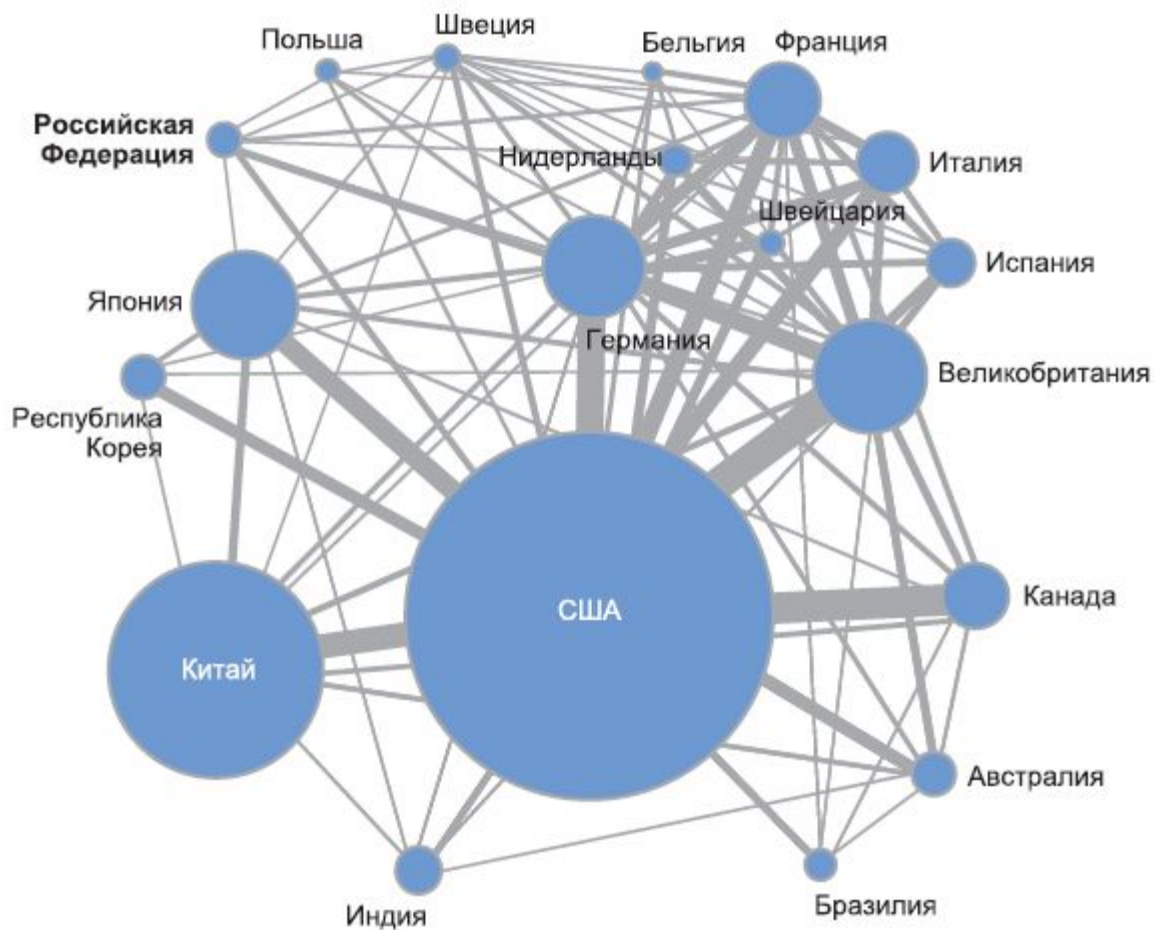 Швеция
Польша
Бельгия
Франция
Российская
Федерация
Нидерланды
Италия
Швейцария
Испания
Япония
Германия
Великобритания
Республика
Корея
США
Канада
Китай
Австралия
Индия
Бразилия